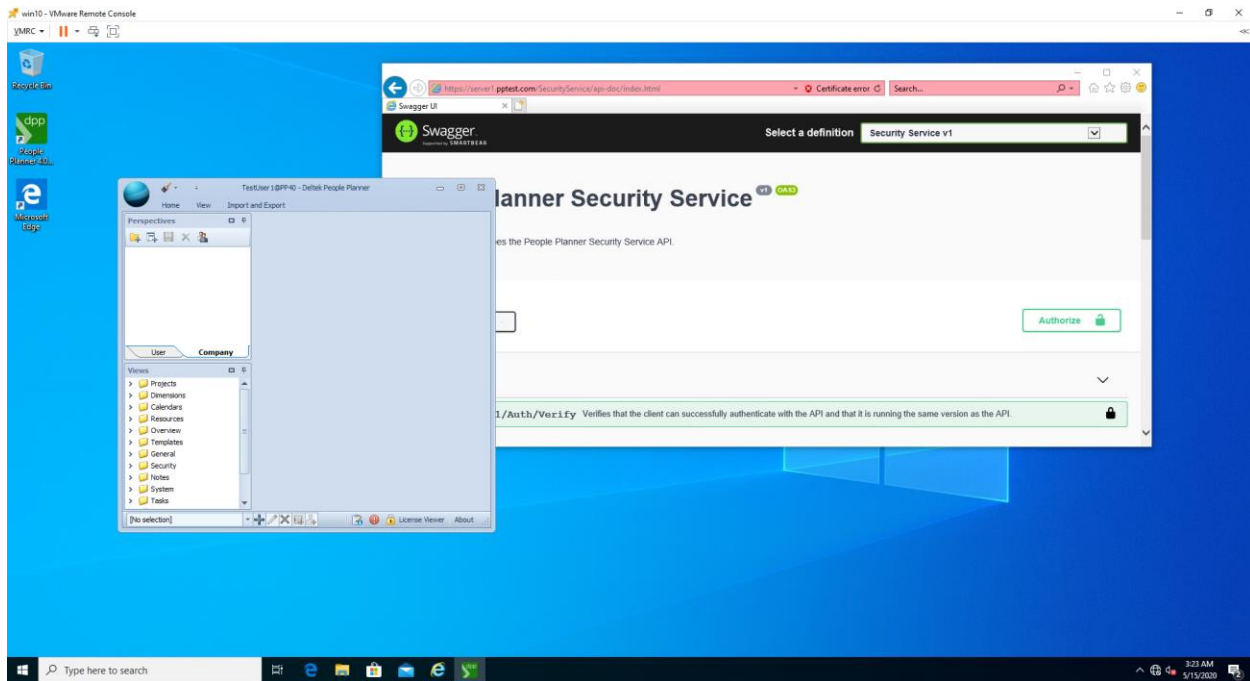 win10 - VMware Remote Console
VMRC
Recycle Bin
dpp
People
Planner 4.0...
Microsoft
Edge
https://server1.pptest.com/SecurityService/api-doc/index.html
Certificate error
Search...
Swagger UI
Swagger.
Supported by SMARTBEAR
Select a definition
Security Service v1
lanner Security Service v1 OAS3
es the People Planner Security Service API.
Authorize
1/Auth/Verify Verifies that the client can successfully authenticate with the API and that it is running the same version as the API.
TestUser1@PP40 - Deltek People Planner
Home View Import and Export
Perspectives
User Company
Views
Projects
Dimensions
Calendars
Resources
Overview
Templates
General
Security
Notes
System
Tasks
[No selection]
License Viewer About
Type here to search
3:23 AM
5/15/2020